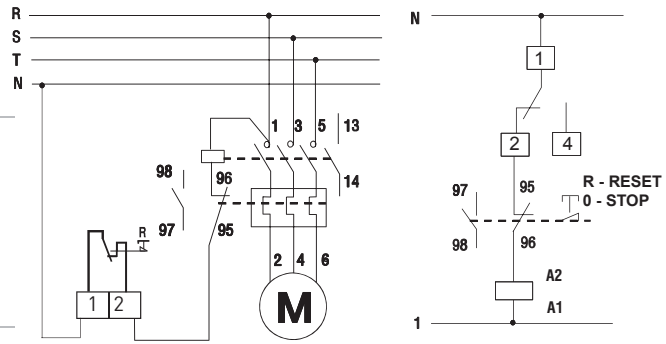 R
S
T
N
1 3 5 13
98 96 14
97 95
R
1 2
2 4 6
M
N
1
2 4
R - RESET
0 - STOP
97 95
98 96
A2
A1
1